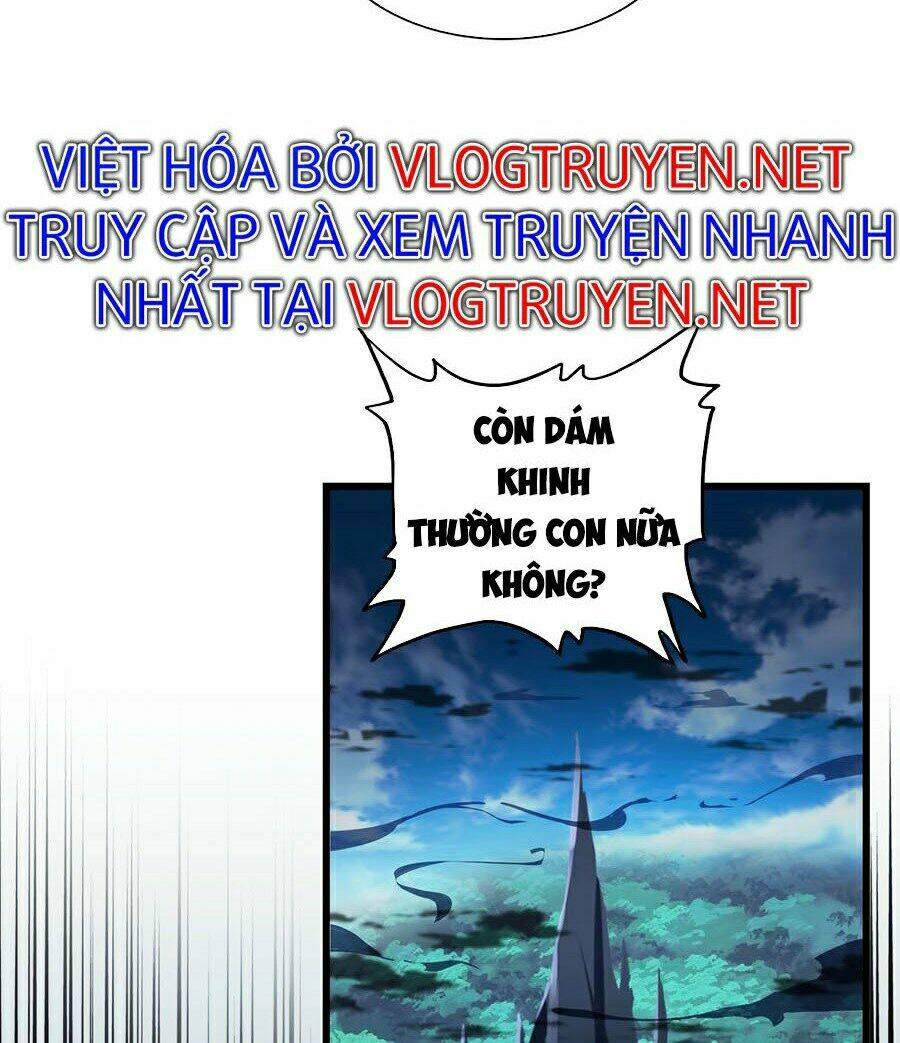 VIỆT HÓA BỞI VLOGTRUYEN.NET
TRUY CẬP VÀ XEM TRUYỆN NHANH
NHẤT TẠI VLOGTRUYEN.NET
CÒN DÁM
KHINH
THƯỜNG CON NỮA
KHÔNG?